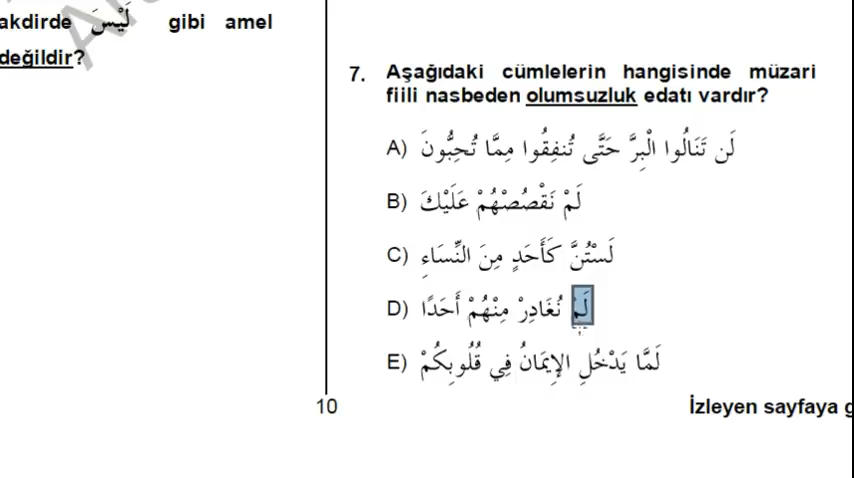 akdirde لَيْسَ gibi amel
değildir?
7. Aşağıdaki cümlelerin hangisinde müzari
fiili nasbeden olumsuzluk edatı vardır?
A) لَن تَنَالُوا الْبِرَّ حَتَّى تُنفِقُوا مِمَّا تُحِبُّونَ
B) لَمْ نَقْصُصْهُمْ عَلَيْكَ
C) لَسْتُنَّ كَأَحَدٍ مِنَ النِّسَاءِ
D) لَمْ نُغَادِرْ مِنْهُمْ أَحَدًا
E) لَمَّا يَدْخُلِ الإِيمَانُ فِي قُلُوبِكُمْ
10
İzleyen sayfaya g